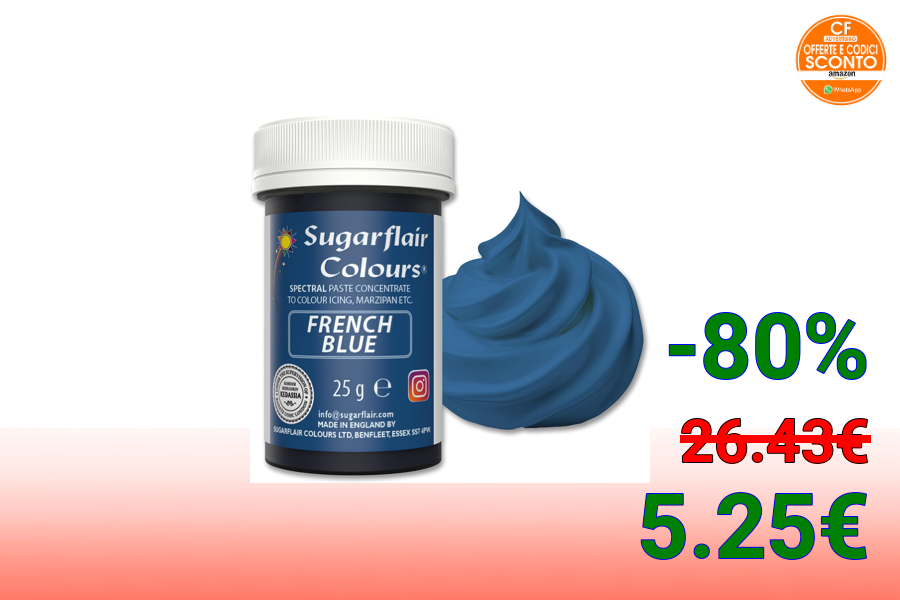 CF
ADVERTISING
OFFERTE E CODICI
SCONTO
amazon
WhatsApp
Sugarflair
Colours®
SPECTRAL PASTE CONCENTRATE
TO COLOUR ICING, MARZIPAN ETC.
FRENCH
BLUE
KEDASSIA
25 g ℮
info@sugarflair.com
MADE IN ENGLAND BY
SUGARFLAIR COLOURS LTD, BENFLEET, ESSEX SS7 4PW.
-80%
26.43€
5.25€